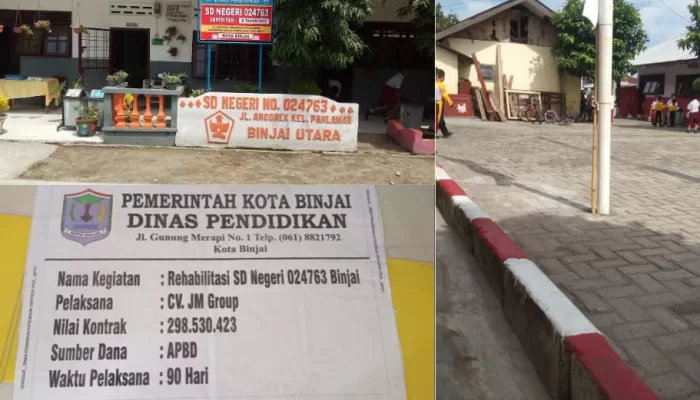 SD NEGERI 024763
KOTA BINJAI
SD NEGERI NO. 024763
JL. ANGGREK KEL. PAHLAWAN
BINJAI UTARA
PEMERINTAH KOTA BINJAI
DINAS PENDIDIKAN
Jl. Gunung Merapi No. 1 Telp. (061) 8821792
Kota Binjai
Nama Kegiatan : Rehabilitasi SD Negeri 024763 Binjai
Pelaksana : CV. JM Group
Nilai Kontrak : 298.530.423
Sumber Dana : APBD
Waktu Pelaksana : 90 Hari